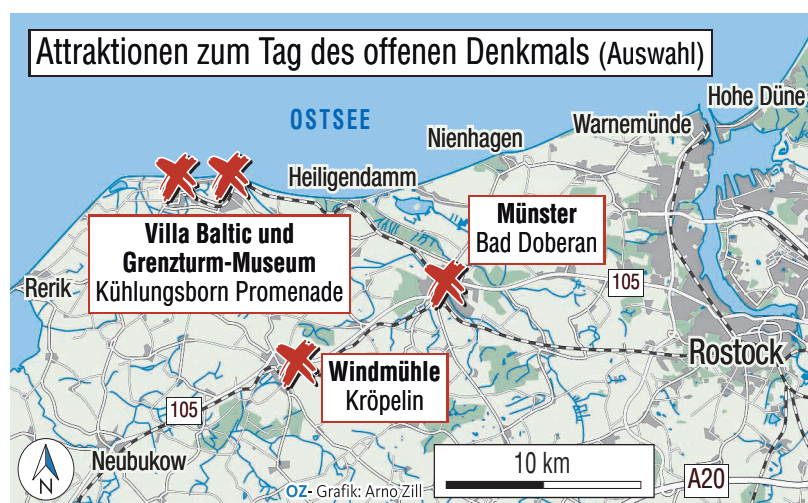 Attraktionen zum Tag des offenen Denkmals (Auswahl)
Hohe Düne
OSTSEE
Warnemünde
Nienhagen
Heiligendamm
Villa Baltic und
Grenzturm-Museum
Kühlungsborn Promenade
Münster
Bad Doberan
Rerik
105
Rostock
Windmühle
Kröpelin
105
Neubukow
N
10 km
A20
OZ- Grafik: Arno Zill